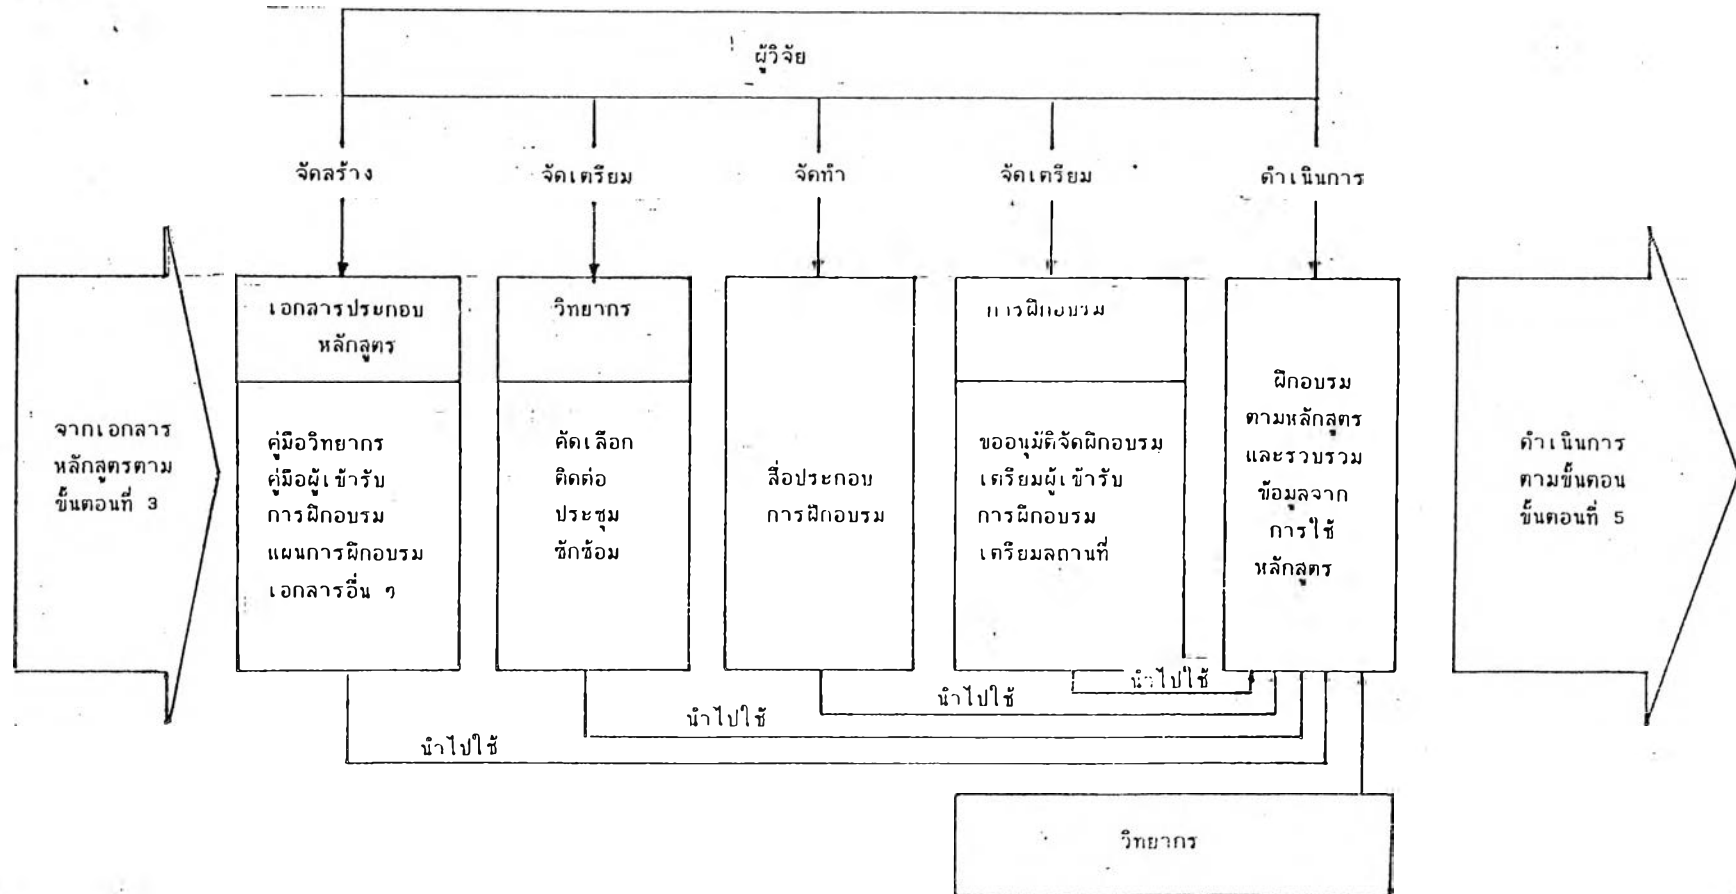 ผู้วิจัย
จัดสร้าง
จัดเตรียม
จัดทำ
จัดเตรียม
ดำเนินการ
จากเอกสาร
หลักสูตรตาม
ขั้นตอนที่ 3
เอกสารประกอบ
หลักสูตร
คู่มือวิทยากร
คู่มือผู้เข้ารับ
การฝึกอบรม
แผนการฝึกอบรม
เอกสารอื่น ๆ
วิทยากร
คัดเลือก
ติดต่อ
ประชุม
ซักซ้อม
สื่อประกอบ
การฝึกอบรม
การฝึกอบรม
ขออนุมัติจัดฝึกอบรม
เตรียมผู้เข้ารับ
การฝึกอบรม
เตรียมสถานที่
ฝึกอบรม
ตามหลักสูตร
และรวบรวม
ข้อมูลจาก
การใช้
หลักสูตร
ดำเนินการ
ตามขั้นตอน
ขั้นตอนที่ 5
นำไปใช้
นำไปใช้
นำไปใช้
นำไปใช้
วิทยากร